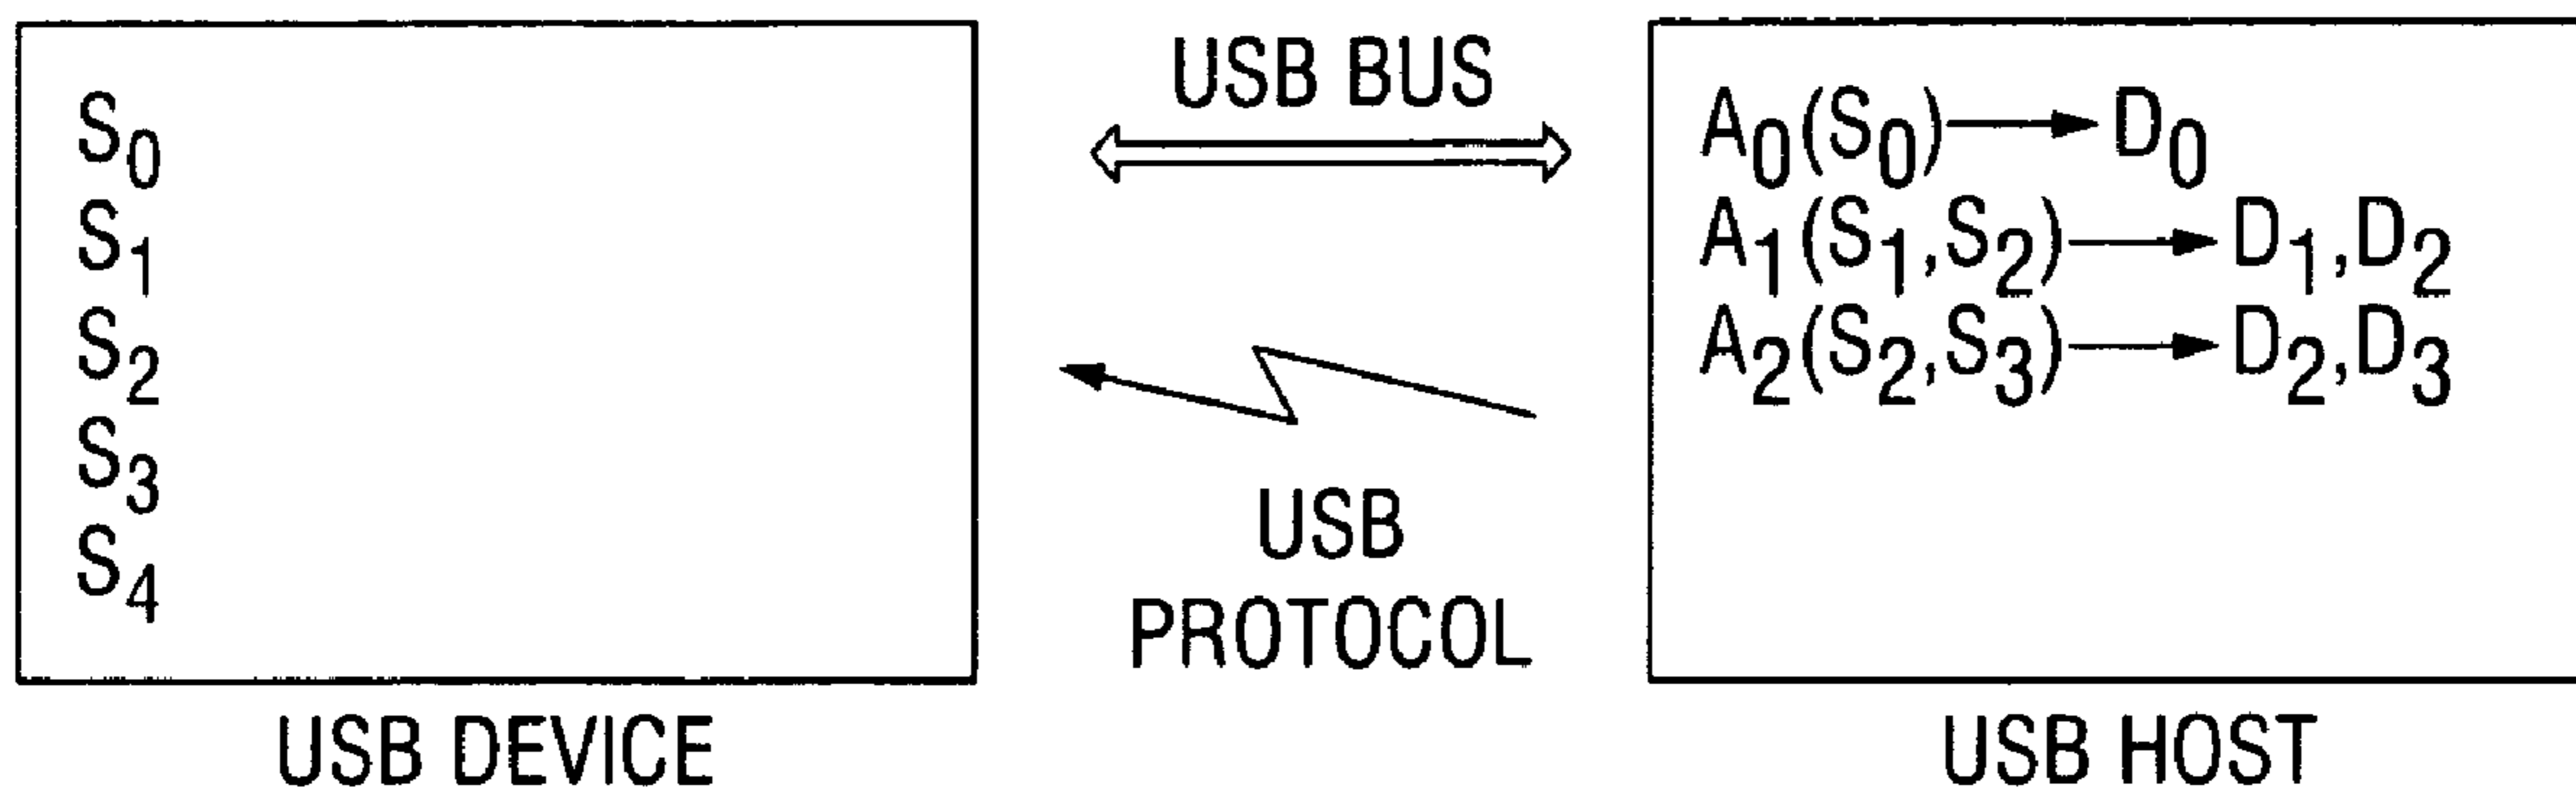 S0
S1
S2
S3
S4
USB DEVICE
USB BUS
USB
PROTOCOL
A0(S0)→D0
A1(S1,S2)→D1,D2
A2(S2,S3)→D2,D3
USB HOST